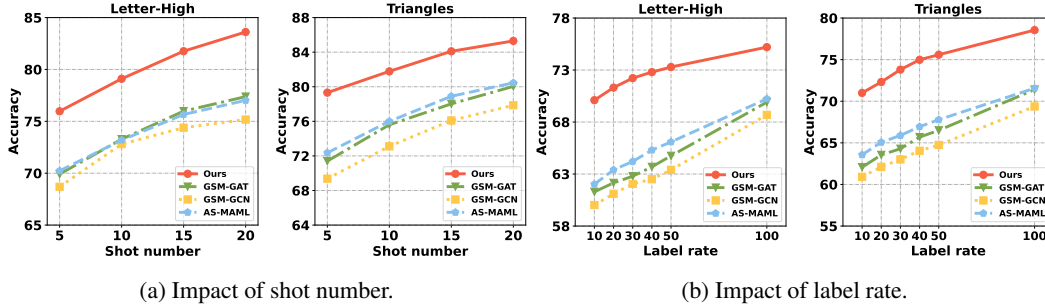 Letter-High
Accuracy
85
80
75
70
65
5
10
15
20
Shot number
Ours
GSM-GAT
GSM-GCN
AS-MAML
Triangles
Accuracy
88
84
80
76
72
68
64
5
10
15
20
Shot number
Ours
GSM-GAT
GSM-GCN
AS-MAML
(a) Impact of shot number.
Letter-High
Accuracy
78
73
68
63
58
10 20 30 40 50 100
Label rate
Ours
GSM-GAT
GSM-GCN
AS-MAML
Triangles
Accuracy
80
75
70
65
60
55
10 20 30 40 50 100
Label rate
Ours
GSM-GAT
GSM-GCN
AS-MAML
(b) Impact of label rate.